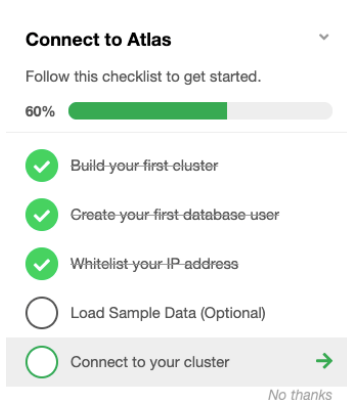 Connect to Atlas
Follow this checklist to get started.
60%
Build your first cluster
Create your first database user
Whitelist your IP address
Load Sample Data (Optional)
Connect to your cluster
No thanks